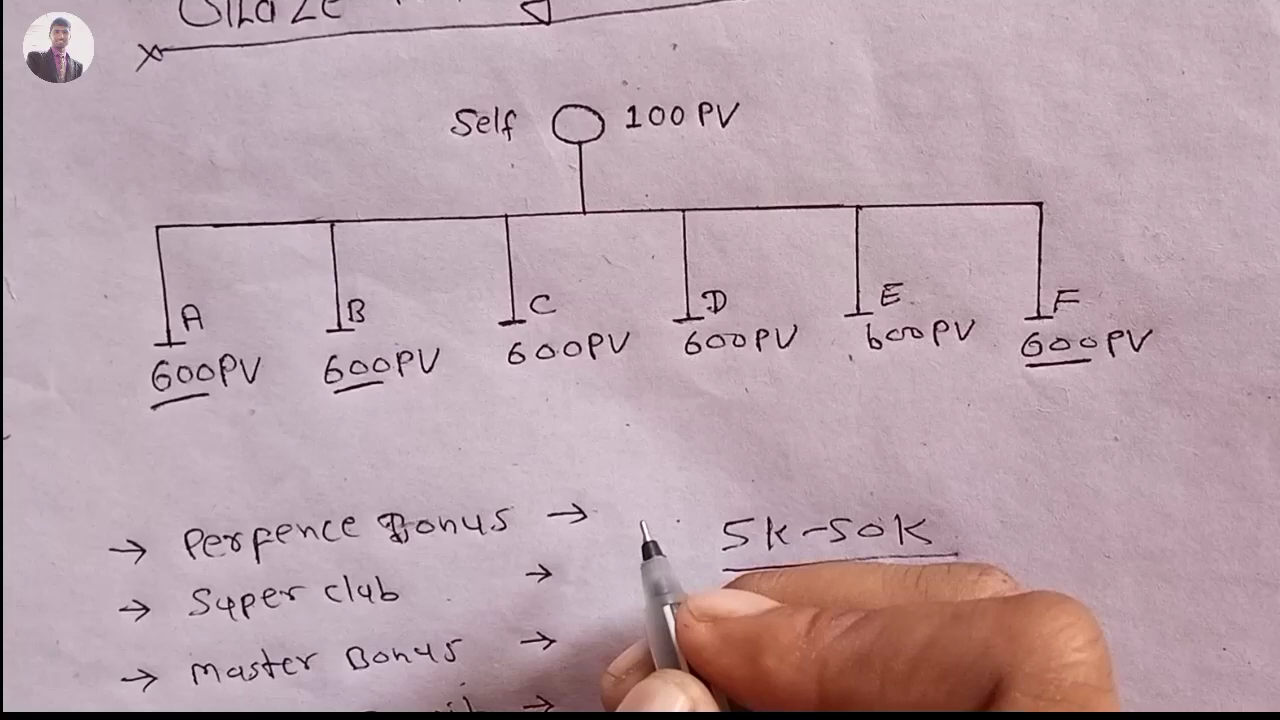 Self 100 PV
A B C D E F
600PV 600PV 600PV 600PV 600PV 600PV
→ Perfence Bonus → 5K-50K
→ Super club →
→ Master Bonus →
→